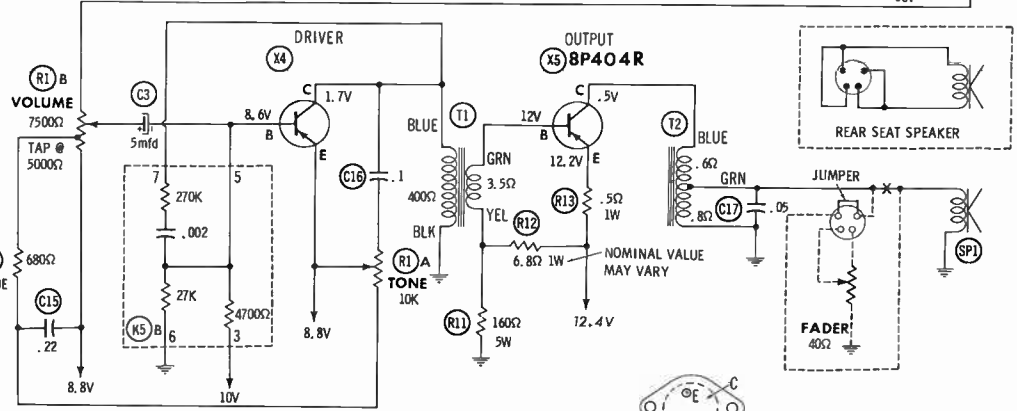 DRIVER
X4
OUTPUT
X5 8P404R
R1 B
VOLUME
7500Ω
TAP @
5000Ω
C3
+
5mfd
8.6V
B
C
1.7V
E
BLUE
T1
12V
B
C
.5V
12.2V
E
T2
BLUE
.6Ω
GRN
.8Ω
C17
.05
REAR SEAT SPEAKER
JUMPER
X
SP1
7
5
270K
.002
27K
4700Ω
K5 B
6
3
C16
.1
400Ω
BLK
GRN
3.5Ω
YEL
R13
.5Ω
1W
R12
6.8Ω 1W
NOMINAL VALUE
MAY VARY
R1 A
TONE
10K
R11
160Ω
5W
12.4V
FADER
40Ω
680Ω
C15
.22
8.8V
10V
8.8V
E
C